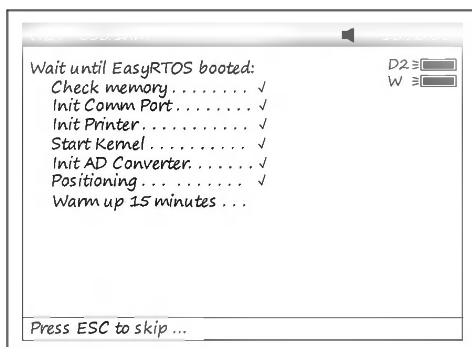 Wait until EasyRTOS booted:
D2
Check memory . . . . . . . . √
W
Init Comm Port . . . . . . . √
Init Printer . . . . . . . . . . . √
Start Kernel . . . . . . . . . . √
Init AD Converter. . . . . . . √
Positioning . . . . . . . . . . . √
Warm up 15 minutes . . .
Press ESC to skip ...